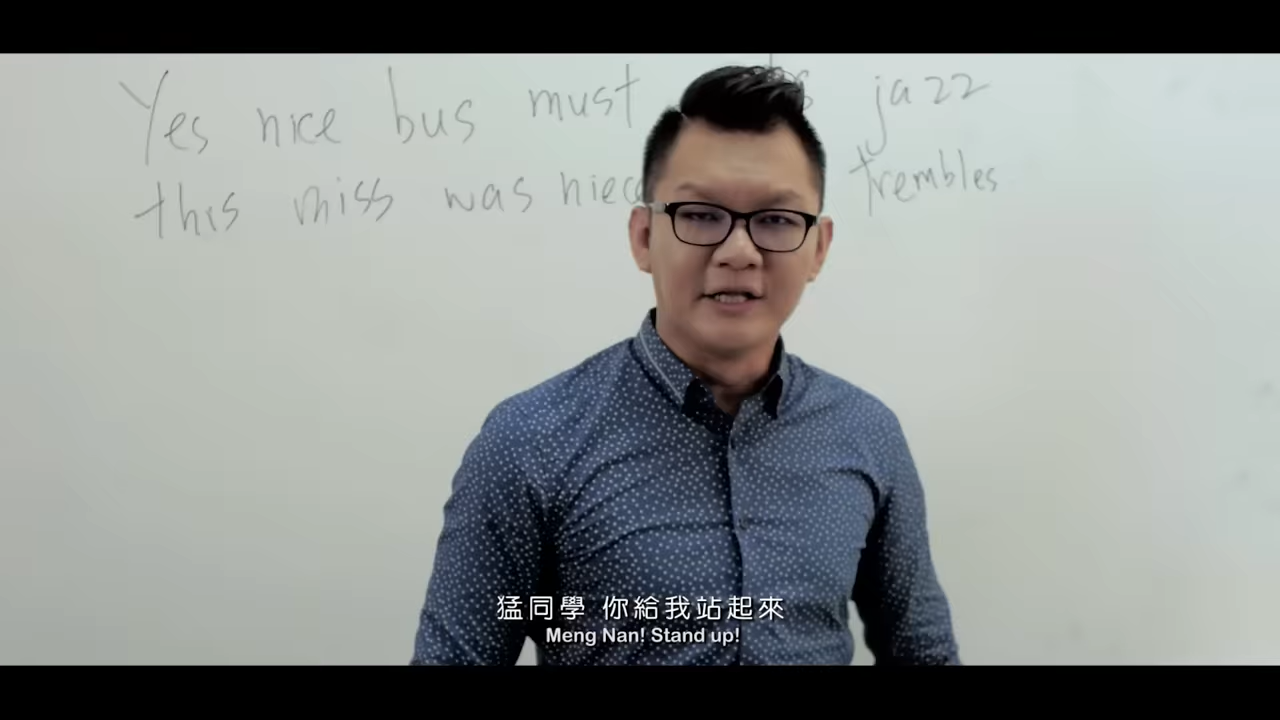 Yes nice bus must jazz
this miss was niece trembles
猛同學 你給我站起來
Meng Nan! Stand up!